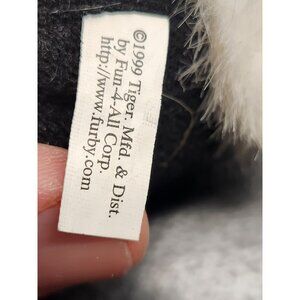 ©1999 Tiger, Mfd. & Dist.
by Fun-4-All Corp.
http://www.furby.com